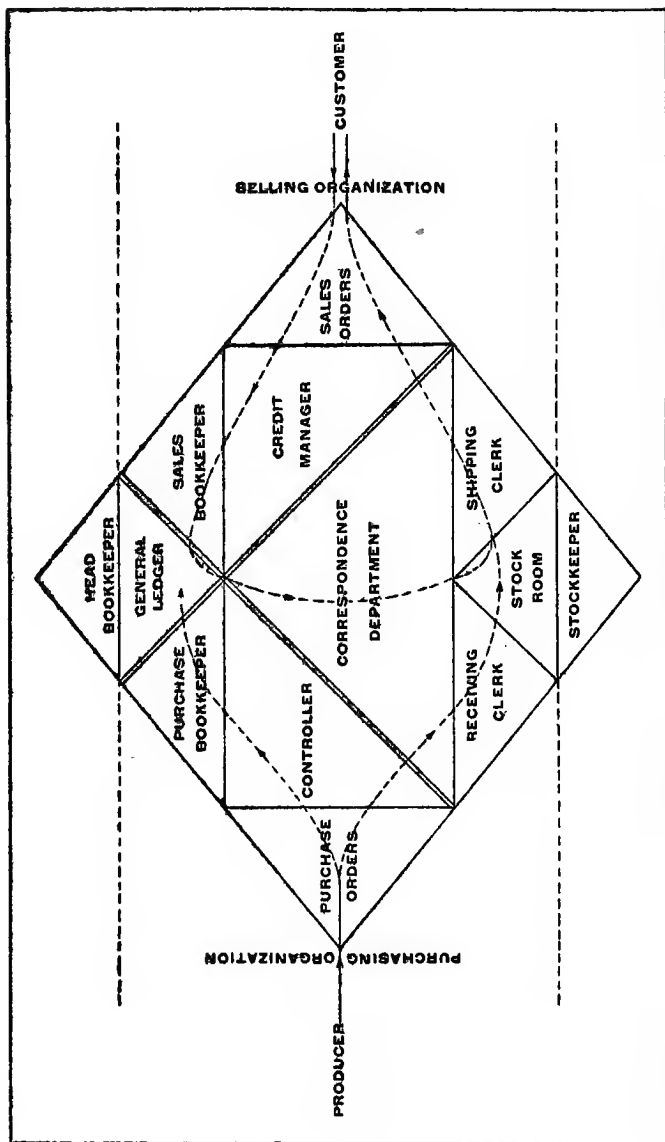 HEAD
BOOKKEEPER
GENERAL
LEDGER
PURCHASE
BOOKKEEPER
SALES
BOOKKEEPER
CONTROLLER
CREDIT
MANAGER
PRODUCER
PURCHASING ORGANIZATION
PURCHASE
ORDERS
CORRESPONDENCE
DEPARTMENT
SALES
ORDERS
SELLING ORGANIZATION
CUSTOMER
RECEIVING
CLERK
STOCK
ROOM
SHIPPING
CLERK
STOCKKEEPER